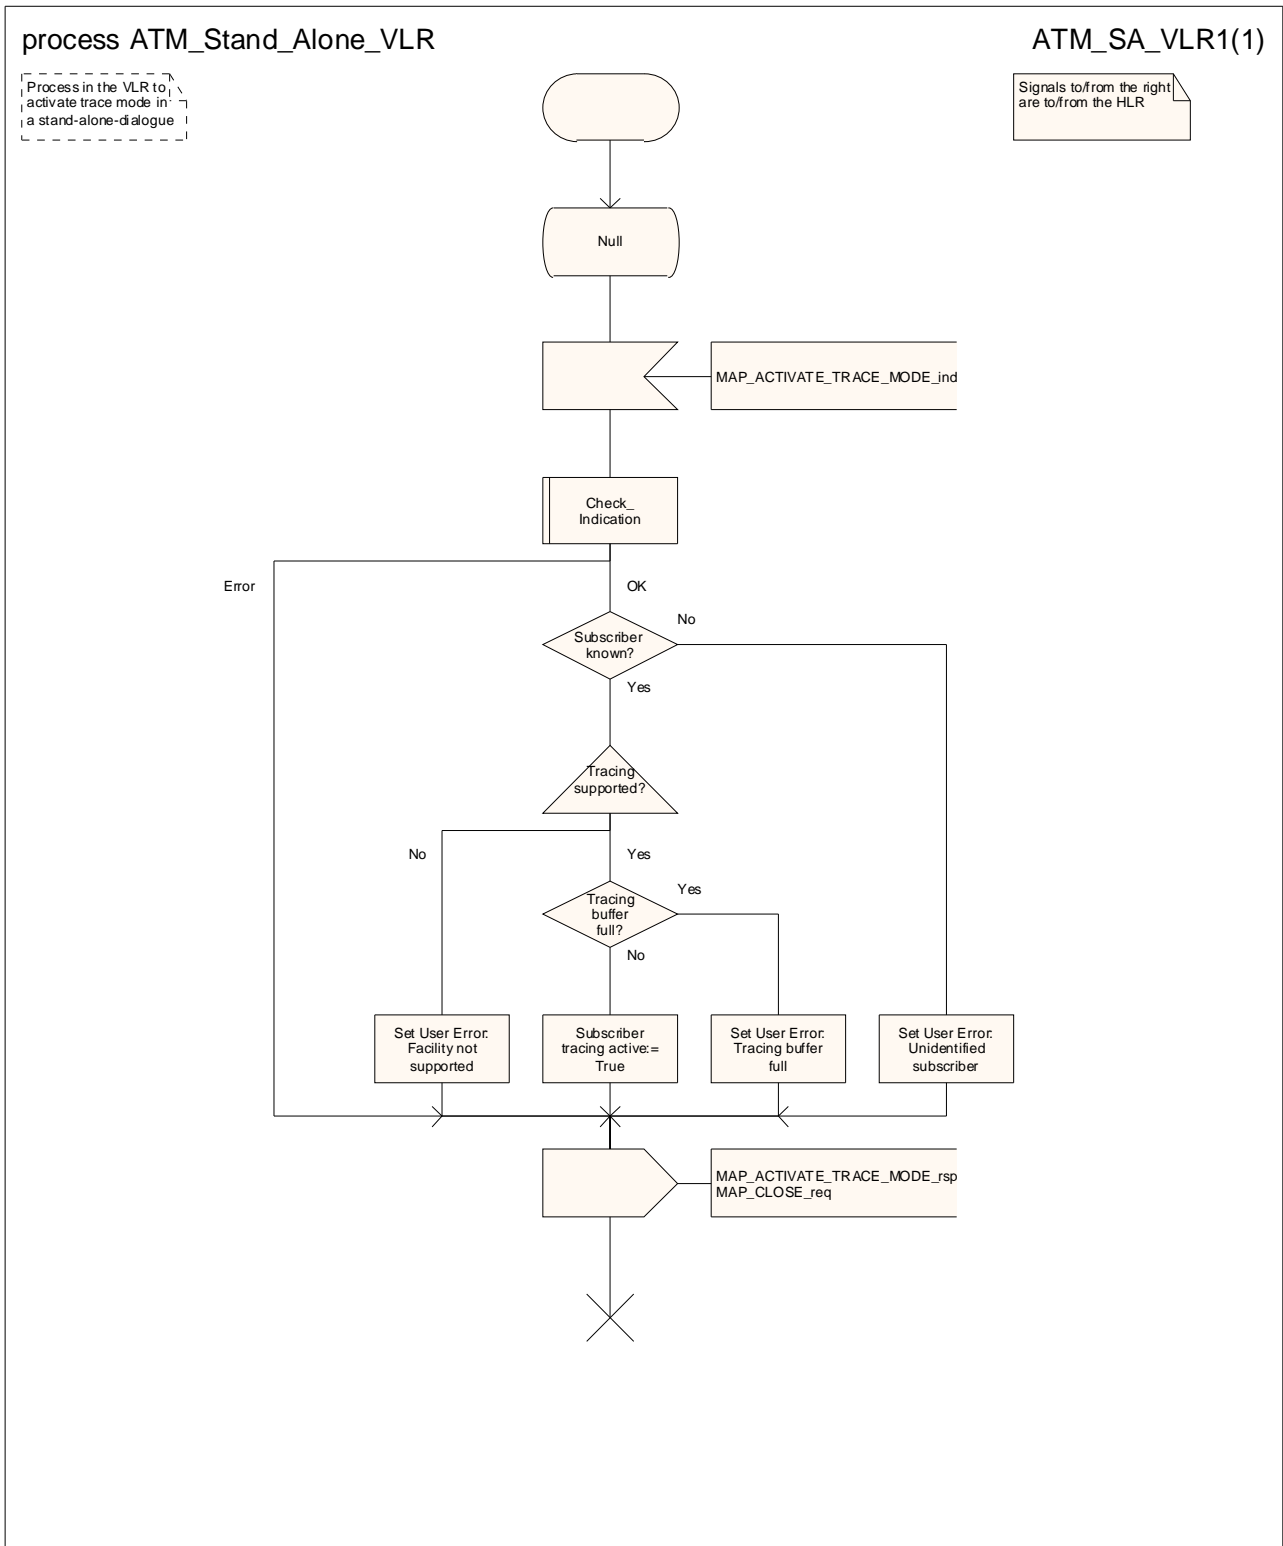 process ATM_Stand_Alone_VLR
ATM_SA_VLR1(1)
Process in the VLR to
activate trace mode in
a stand-alone-dialogue
Signals to/from the right
are to/from the HLR
Null
MAP_ACTIVATE_TRACE_MODE_ind
Check_
Indication
Error
OK
Subscriber
known?
No
Yes
Tracing
supported?
No
Yes
Tracing
buffer
full?
Yes
No
Set User Error:
Facility not
supported
Subscriber
tracing active:=
True
Set User Error:
Tracing buffer
full
Set User Error:
Unidentified
subscriber
MAP_ACTIVATE_TRACE_MODE_rsp
MAP_CLOSE_req